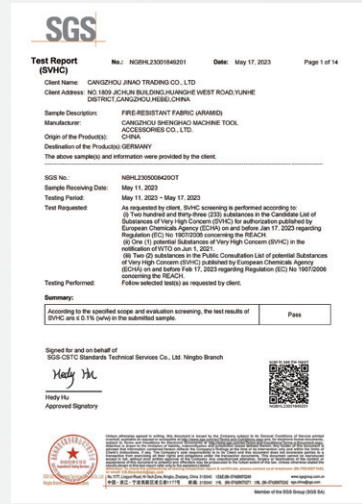 SGS
Test Report No.: NGBHL23001849201 Date: May 17, 2023 Page 1 of 14
(SVHC)
Client Name: CANGZHOU JINAO TRADING CO., LTD
Client Address: NO.1809 JICHUN BUILDING,HUANGHE WEST ROAD,YUNHE
DISTRICT,CANGZHOU,HEBEI,CHINA
Sample Description: FIRE-RESISTANT FABRIC (ARAMID)
Manufacturer: CANGZHOU SHENGHAO MACHINE TOOL
ACCESSORIES CO., LTD.
Origin of the Product(s): CHINA
Destination of the Product(s): GERMANY
The above sample(s) and information were provided by the client.
SGS No.: NBHL2305008420OT
Sample Receiving Date: May 11, 2023
Testing Period: May 11, 2023 ~ May 17, 2023
Test Requested: As requested by client, SVHC screening is performed according to:
(i) Two hundred and thirty-three (233) substances in the Candidate List of
Substances of Very High Concern (SVHC) for authorization published by
European Chemicals Agency (ECHA) on and before Jan 17, 2023 regarding
Regulation (EC) No 1907/2006 concerning the REACH.
(ii) One (1) potential Substances of Very High Concern (SVHC) in the
notification of WTO on Jun 1, 2021.
(iii) Two (2) substances in the Public Consultation List of potential Substances
of Very High Concern (SVHC) published by European Chemicals Agency
(ECHA) on and before Feb 17, 2023 regarding Regulation (EC) No 1907/2006
concerning the REACH.
Testing Performed: Follow selected test(s) as requested by client.
Summary:
According to the specified scope and evaluation screening, the test results of
SVHC are ≤ 0.1% (w/w) in the submitted sample. Pass
Signed for and on behalf of
SGS-CSTC Standards Technical Services Co., Ltd. Ningbo Branch
Hedy Hu
Hedy Hu
Approved Signatory
Member of the SGS Group (SGS SA)